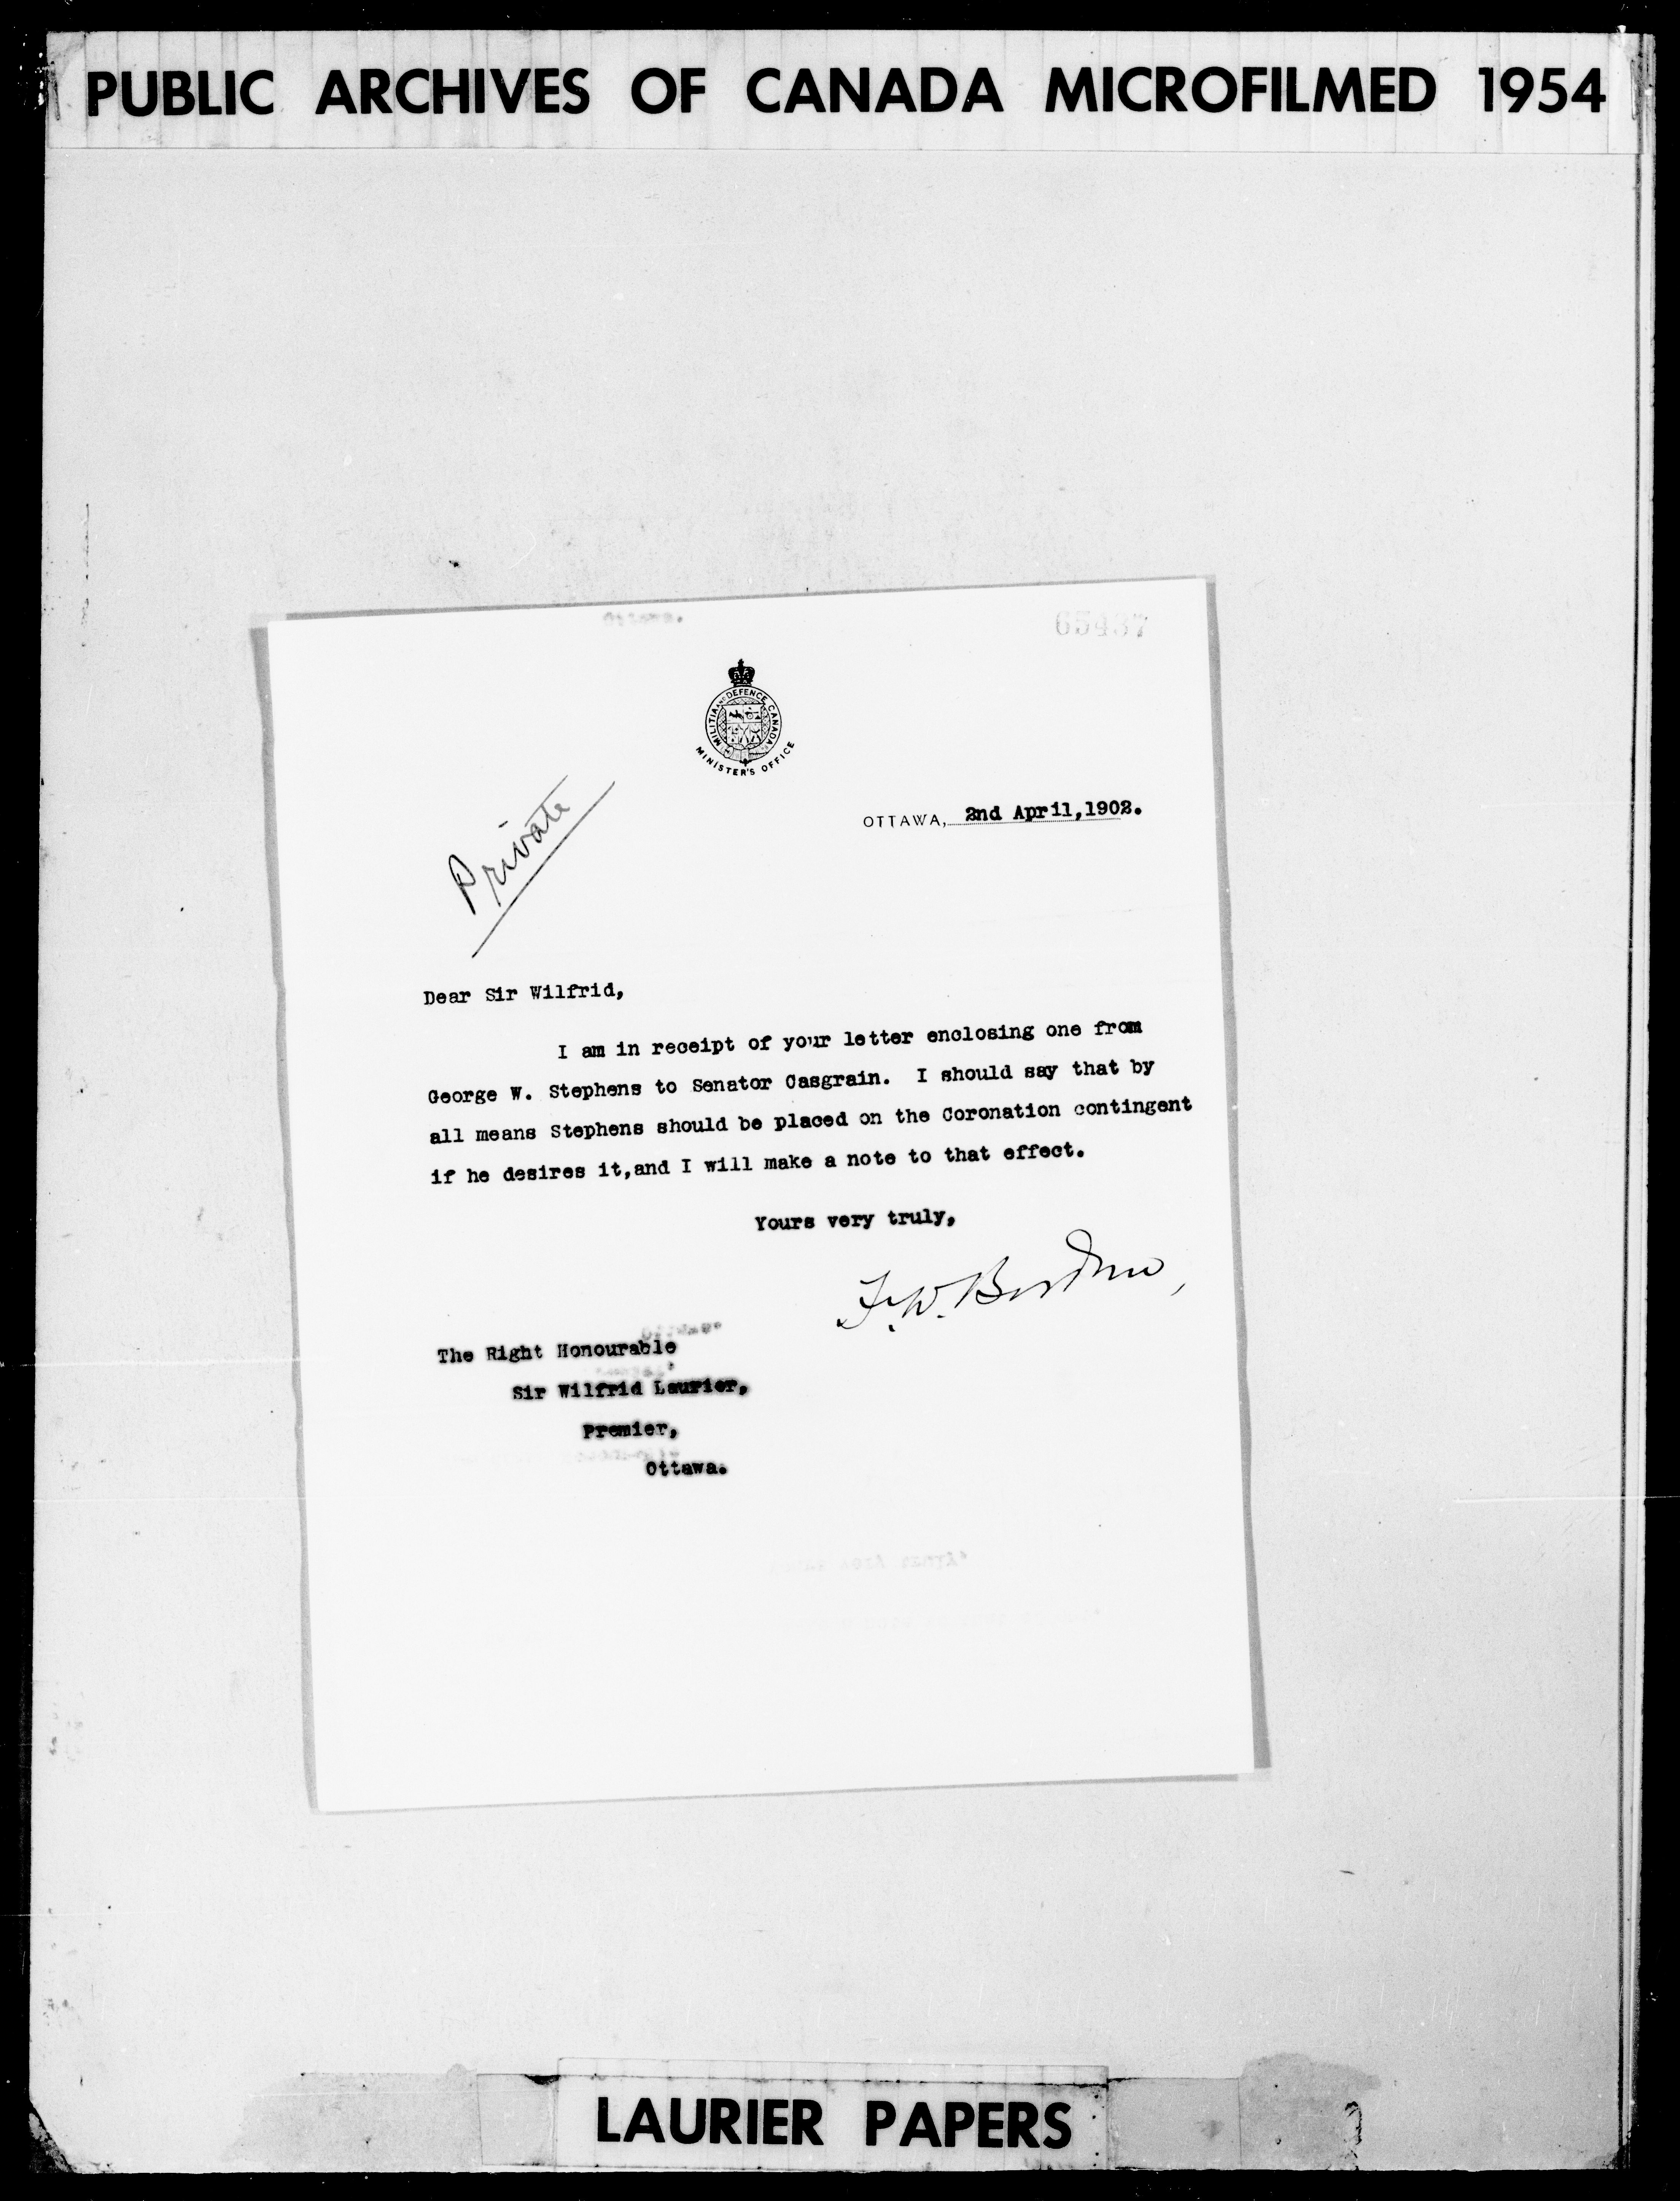 PUBLIC ARCHIVES OF CANADA MICROFILMED 1954
65437
MILITIA AND DEFENCE CANADA
MINISTER'S OFFICE
OTTAWA, 2nd April,1902.
Private
Dear Sir Wilfrid,
I am in receipt of your letter enclosing one from
George W. Stephens to Senator Casgrain. I should say that by
all means Stephens should be placed on the Coronation contingent
if he desires it,and I will make a note to that effect.
Yours very truly,
F.W. Borden,
The Right Honourable
Sir Wilfrid Laurier,
Premier,
Ottawa.
LAURIER PAPERS